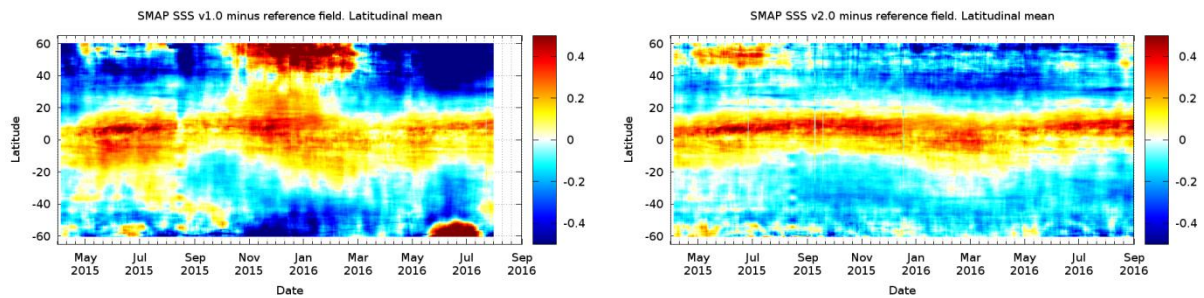 SMAP SSS v1.0 minus reference field. Latitudinal mean
60
40
20
0
-20
-40
-60
Latitude
May 2015
Jul 2015
Sep 2015
Nov 2015
Jan 2016
Mar 2016
May 2016
Jul 2016
Sep 2016
Date
0.4
0.2
0
-0.2
-0.4
SMAP SSS v2.0 minus reference field. Latitudinal mean
60
40
20
0
-20
-40
-60
Latitude
May 2015
Jul 2015
Sep 2015
Nov 2015
Jan 2016
Mar 2016
May 2016
Jul 2016
Sep 2016
Date
0.4
0.2
0
-0.2
-0.4